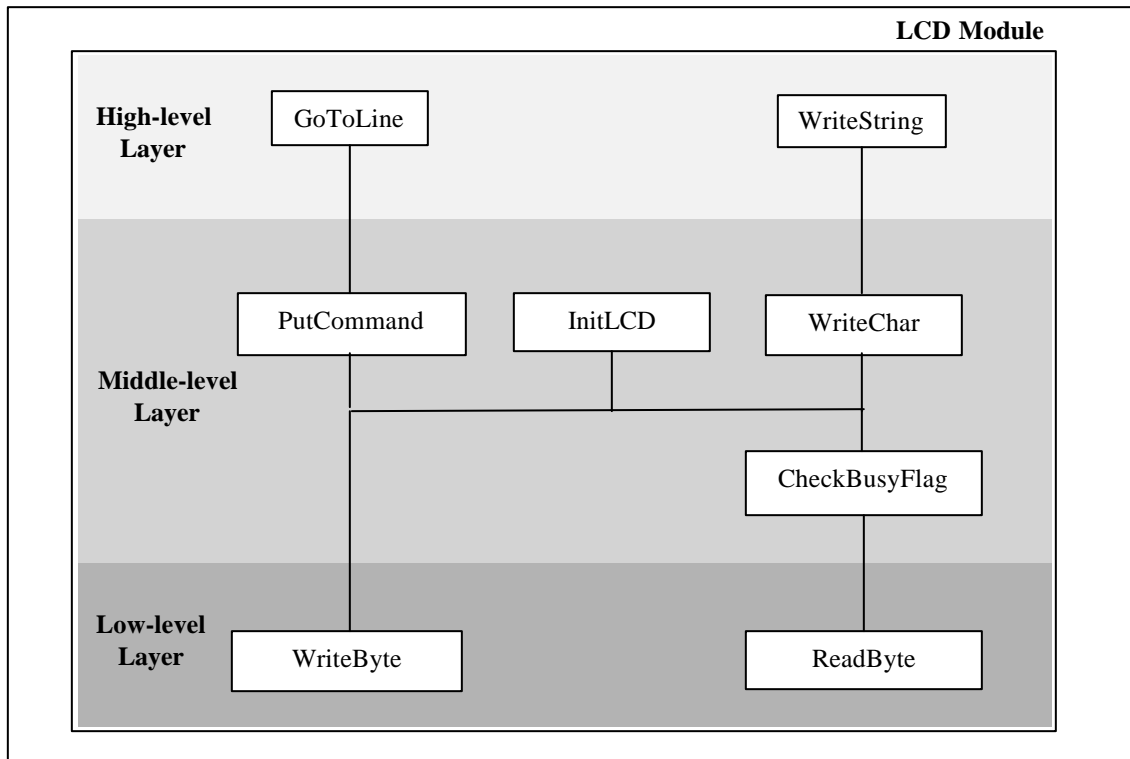 LCD Module
High-level
Layer
GoToLine
WriteString
PutCommand
InitLCD
WriteChar
Middle-level
Layer
CheckBusyFlag
Low-level
Layer
WriteByte
ReadByte